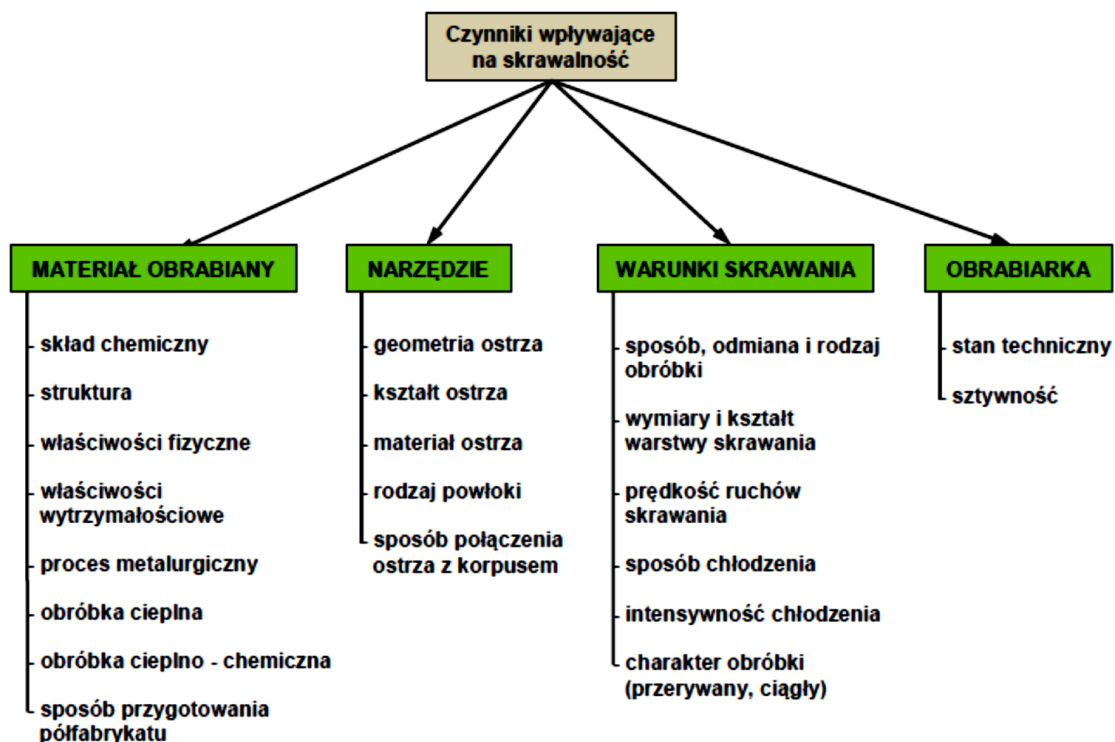 Czynniki wpływające
na skrawalność
MATERIAŁ OBRABIANY
- skład chemiczny
- struktura
- właściwości fizyczne
- właściwości
wytrzymałościowe
- proces metalurgiczny
- obróbka cieplna
- obróbka cieplno - chemiczna
- sposób przygotowania
półfabrykatu
NARZĘDZIE
- geometria ostrza
- kształt ostrza
- materiał ostrza
- rodzaj powłoki
- sposób połączenia
ostrza z korpusem
WARUNKI SKRAWANIA
- sposób, odmiana i rodzaj
obróbki
- wymiary i kształt
warstwy skrawania
- prędkość ruchów
skrawania
- sposób chłodzenia
- intensywność chłodzenia
- charakter obróbki
(przerywany, ciągły)
OBRABIARKA
- stan techniczny
- sztywność